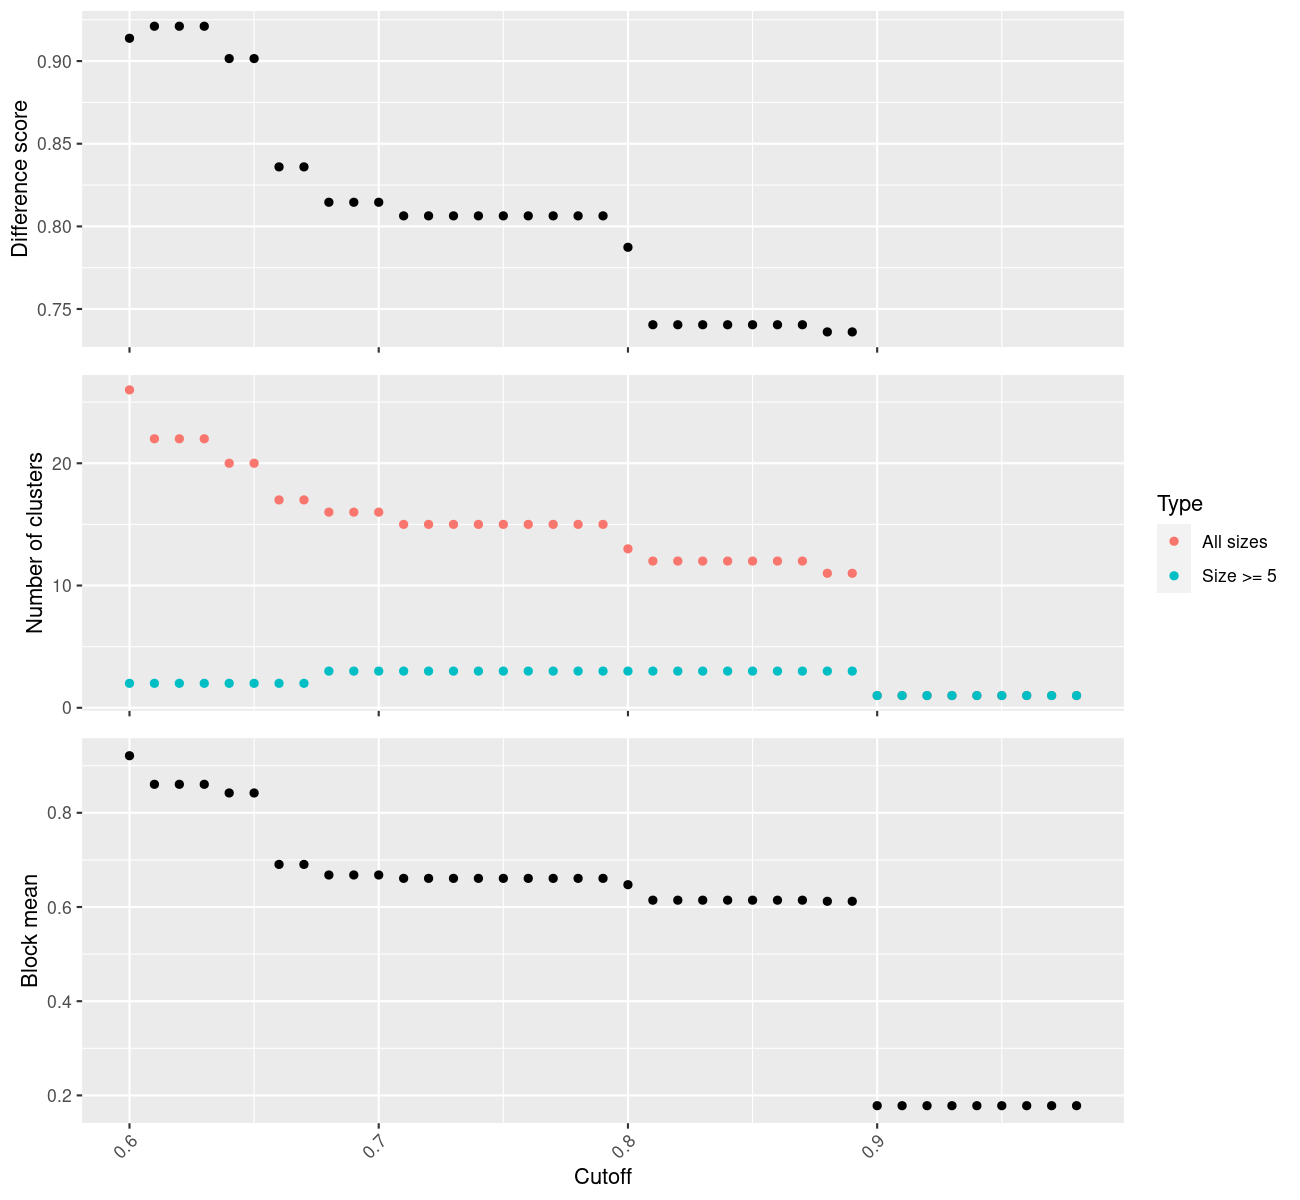 Difference score
0.90
0.85
0.80
0.75
Number of clusters
20
10
0
Type
All sizes
Size >= 5
Block mean
0.8
0.6
0.4
0.2
0.6 0.7 0.8 0.9
Cutoff